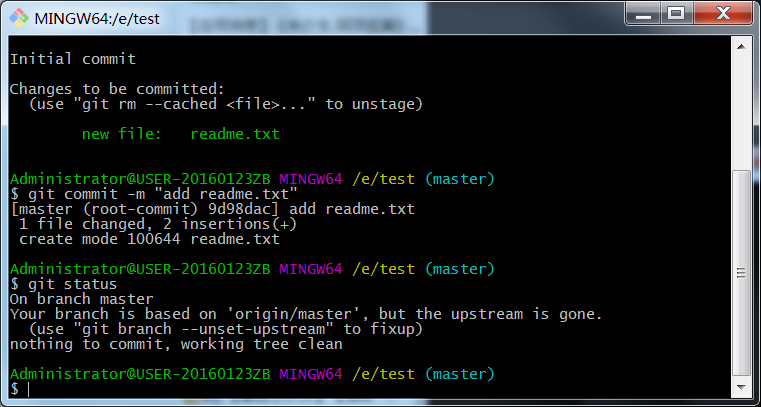 MINGW64:/e/test
Initial commit
Changes to be committed:
  (use "git rm --cached <file>..." to unstage)
        new file:   readme.txt
Administrator@USER-20160123ZB MINGW64 /e/test (master)
$ git commit -m "add readme.txt"
[master (root-commit) 9d98dac] add readme.txt
 1 file changed, 2 insertions(+)
 create mode 100644 readme.txt
Administrator@USER-20160123ZB MINGW64 /e/test (master)
$ git status
On branch master
Your branch is based on 'origin/master', but the upstream is gone.
  (use "git branch --unset-upstream" to fixup)
nothing to commit, working tree clean
Administrator@USER-20160123ZB MINGW64 /e/test (master)
$